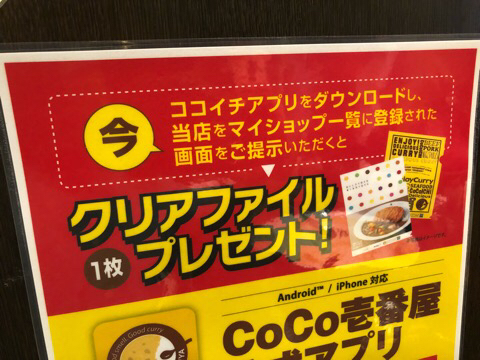 今
ココイチアプリをダウンロードし、
当店をマイショップ一覧に登録された
画面をご提示いただくと
クリアファイル
1枚
プレゼント!
ENJOY!
DELICIOUS
CURRY
Android™ / iPhone 対応
CoCo壱番屋
Good curry